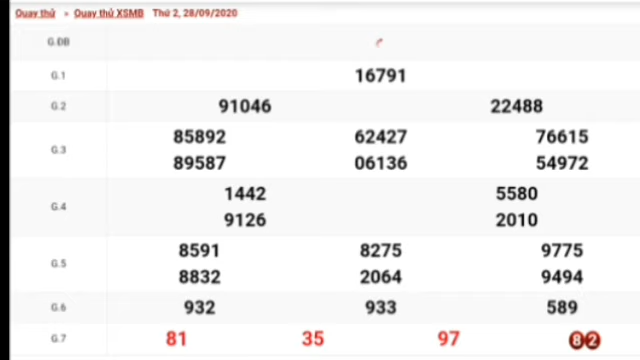 Quay thử » Quay thử XSMB Thứ 2, 28/09/2020
G.ĐB
G.1 16791
G.2 91046 22488
G.3 85892 62427 76615
89587 06136 54972
G.4 1442 5580
9126 2010
G.5 8591 8275 9775
8832 2064 9494
G.6 932 933 589
G.7 81 35 97 82